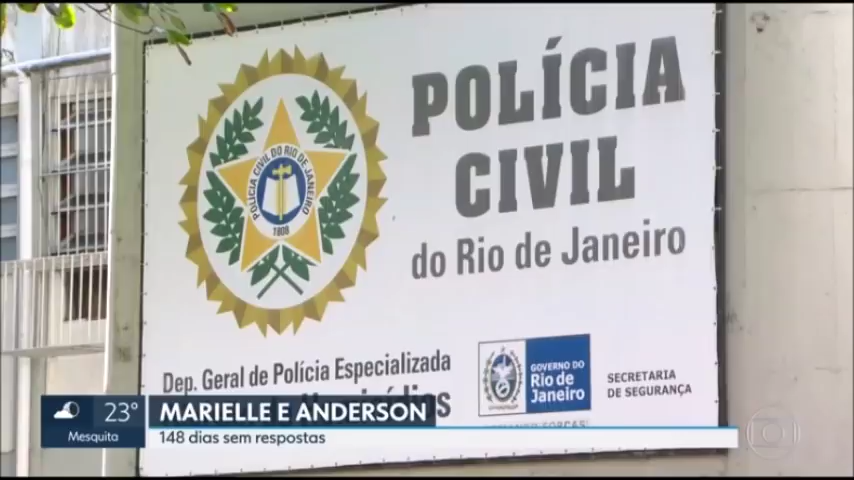 POLÍCIA
CIVIL
do Rio de Janeiro
POLÍCIA CIVIL DO RIO DE JANEIRO
1808
Dep. Geral de Polícia Especializada
GOVERNO DO
Rio de
Janeiro
SECRETARIA
DE SEGURANÇA
23°
Mesquita
MARIELLE E ANDERSON
148 dias sem respostas